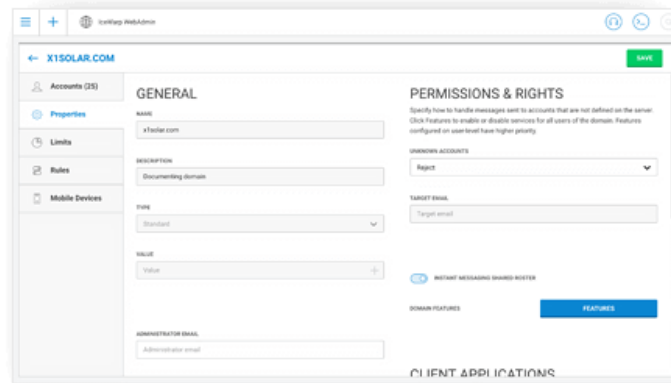 IceWarp WebAdmin
X1SOLAR.COM
SAVE
Accounts (25)
Properties
Limits
Rules
Mobile Devices
GENERAL
NAME
x1solar.com
DESCRIPTION
Documenting domain
TYPE
Standard
VALUE
Value
ADMINISTRATOR EMAIL
Administrator email
PERMISSIONS & RIGHTS
Specify how to handle messages sent to accounts that are not defined on the server.
Click Features to enable or disable services for all users of the domain. Features
configured on user-level have higher priority.
UNKNOWN ACCOUNTS
Reject
TARGET EMAIL
Target email
INSTANT MESSAGING SHARED ROSTER
DOMAIN FEATURES
FEATURES
CLIENT APPLICATIONS